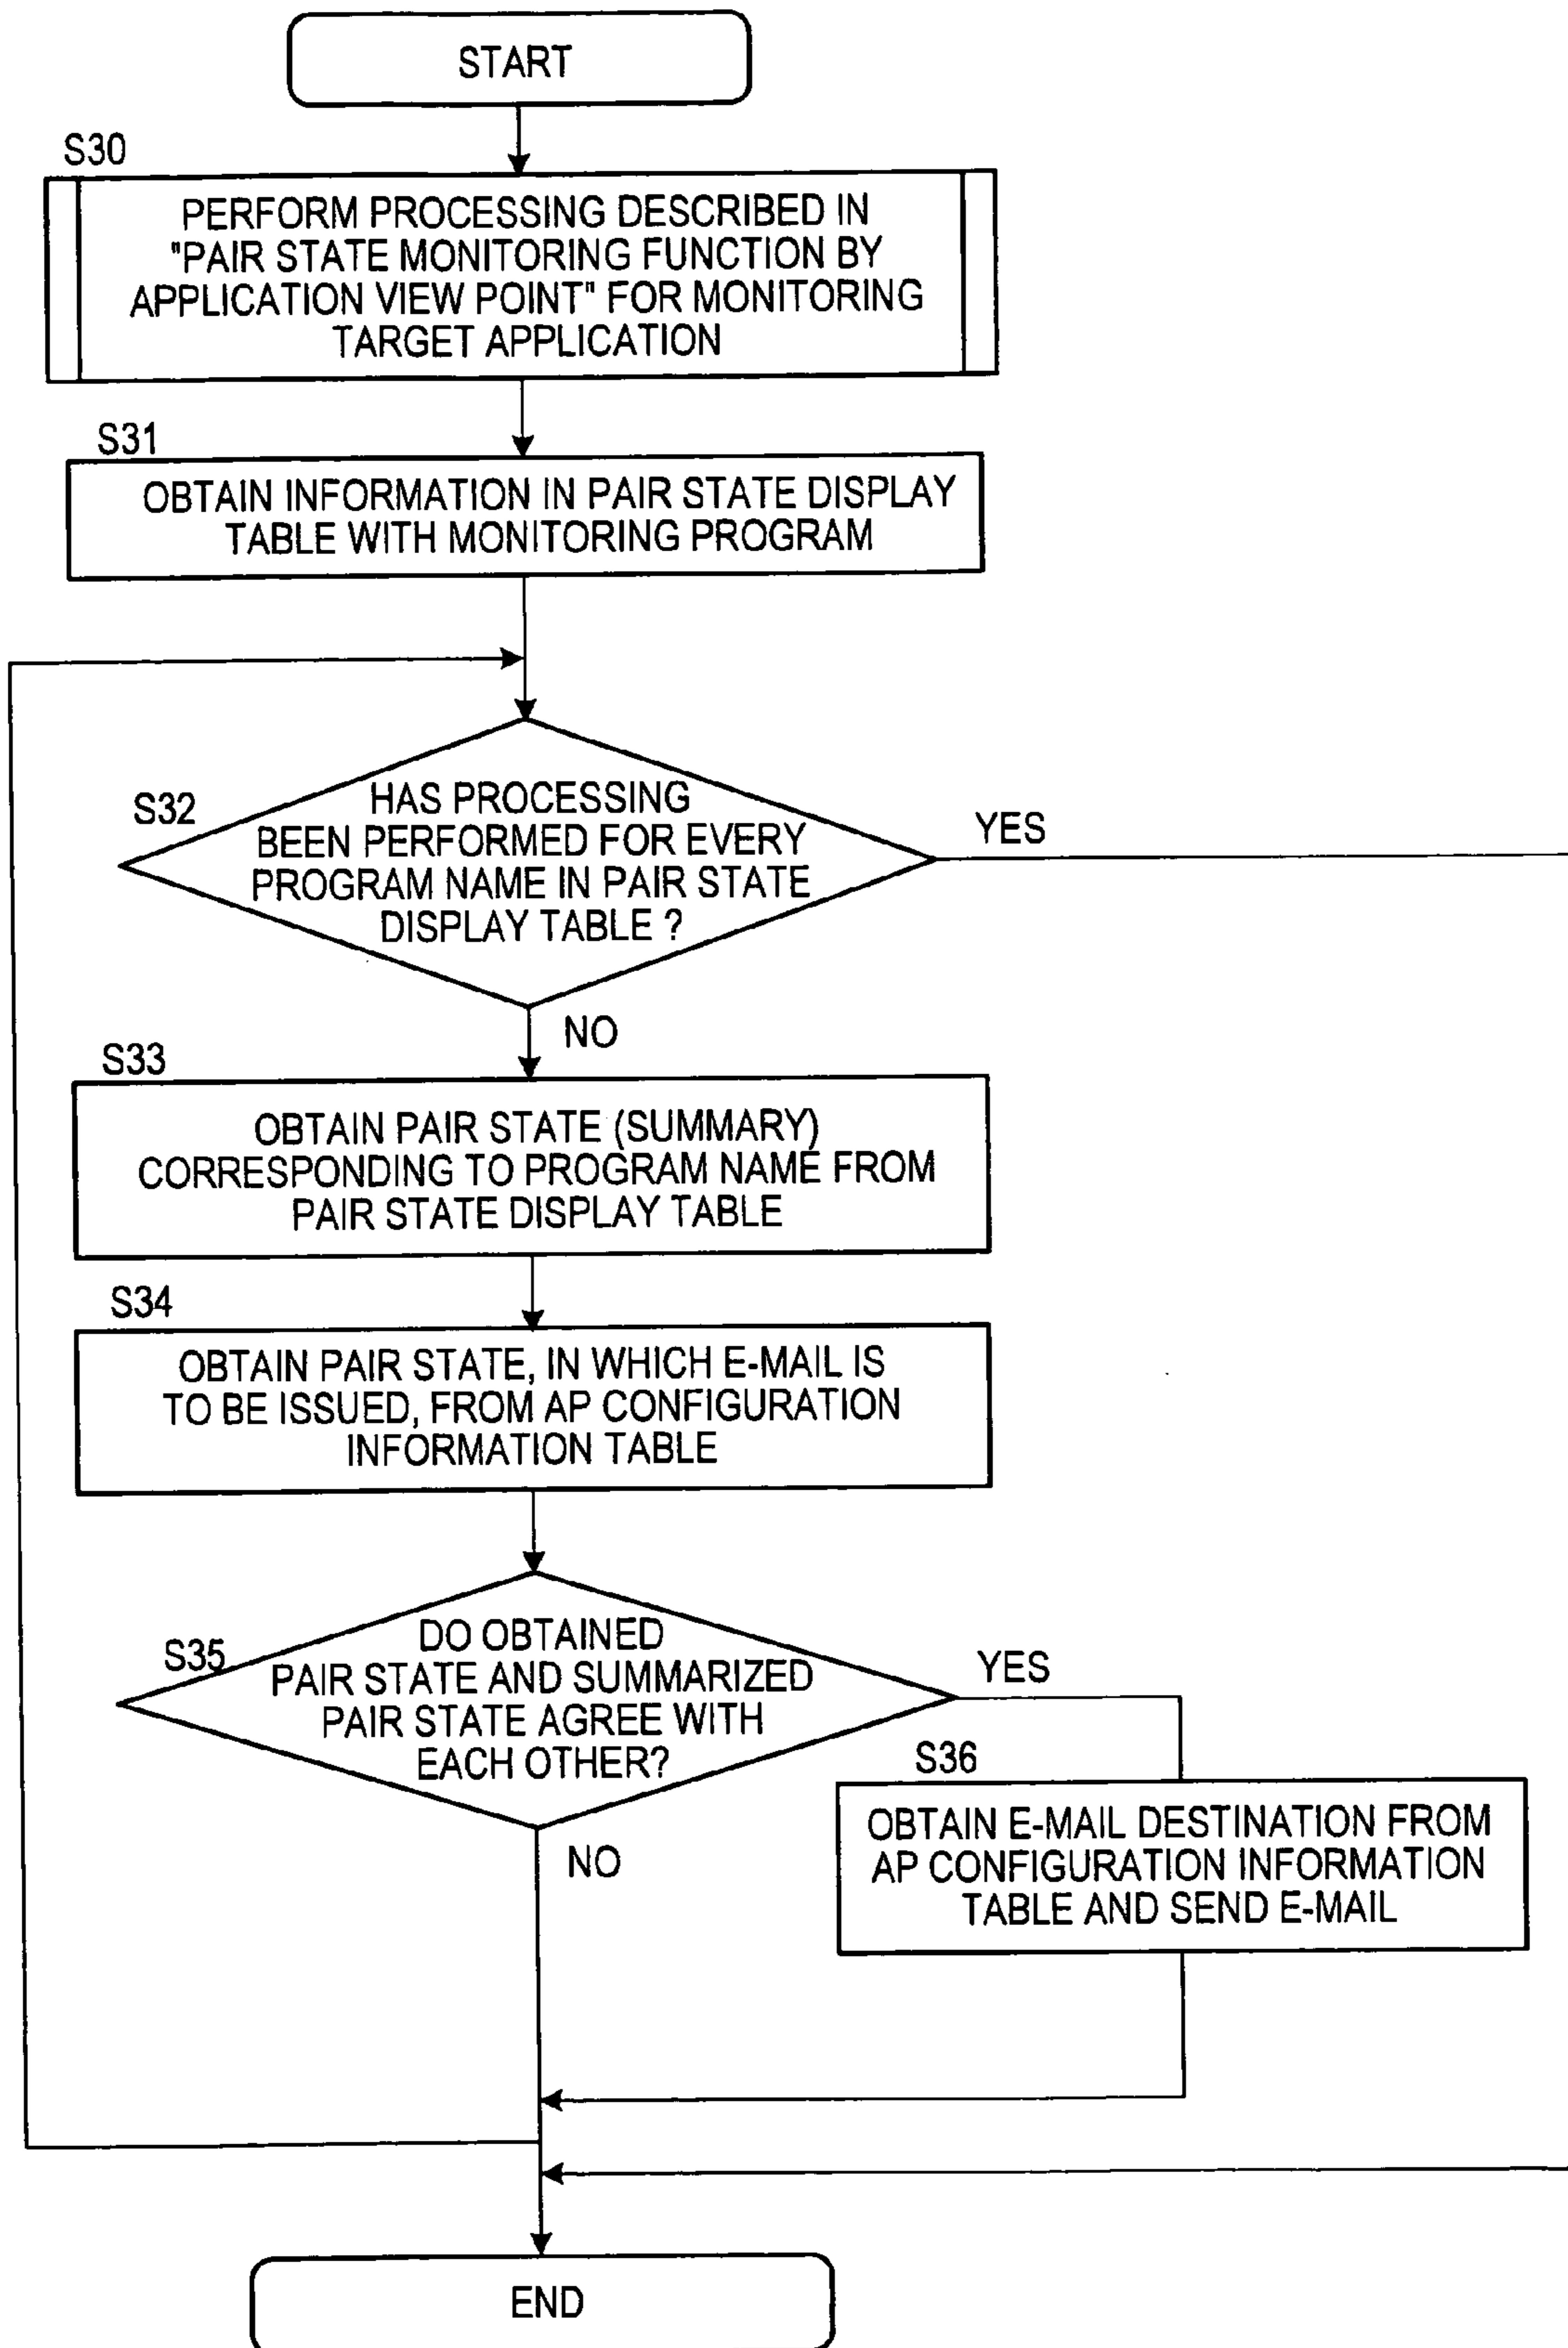 START
S30
PERFORM PROCESSING DESCRIBED IN
"PAIR STATE MONITORING FUNCTION BY
APPLICATION VIEW POINT" FOR MONITORING
TARGET APPLICATION
S31
OBTAIN INFORMATION IN PAIR STATE DISPLAY
TABLE WITH MONITORING PROGRAM
S32
HAS PROCESSING
BEEN PERFORMED FOR EVERY
PROGRAM NAME IN PAIR STATE
DISPLAY TABLE ?
YES
NO
S33
OBTAIN PAIR STATE (SUMMARY)
CORRESPONDING TO PROGRAM NAME FROM
PAIR STATE DISPLAY TABLE
S34
OBTAIN PAIR STATE, IN WHICH E-MAIL IS
TO BE ISSUED, FROM AP CONFIGURATION
INFORMATION TABLE
S35
DO OBTAINED
PAIR STATE AND SUMMARIZED
PAIR STATE AGREE WITH
EACH OTHER?
YES
NO
S36
OBTAIN E-MAIL DESTINATION FROM
AP CONFIGURATION INFORMATION
TABLE AND SEND E-MAIL
END